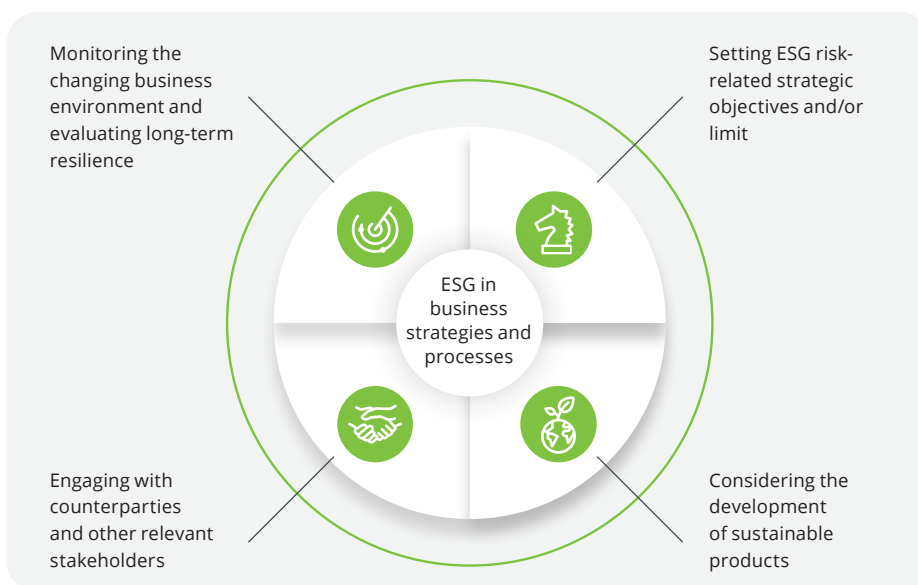 Monitoring the
changing business
environment and
evaluating long-term
resilience
Setting ESG risk-
related strategic
objectives and/or
limit
ESG in
business
strategies and
processes
Engaging with
counterparties
and other relevant
stakeholders
Considering the
development
of sustainable
products